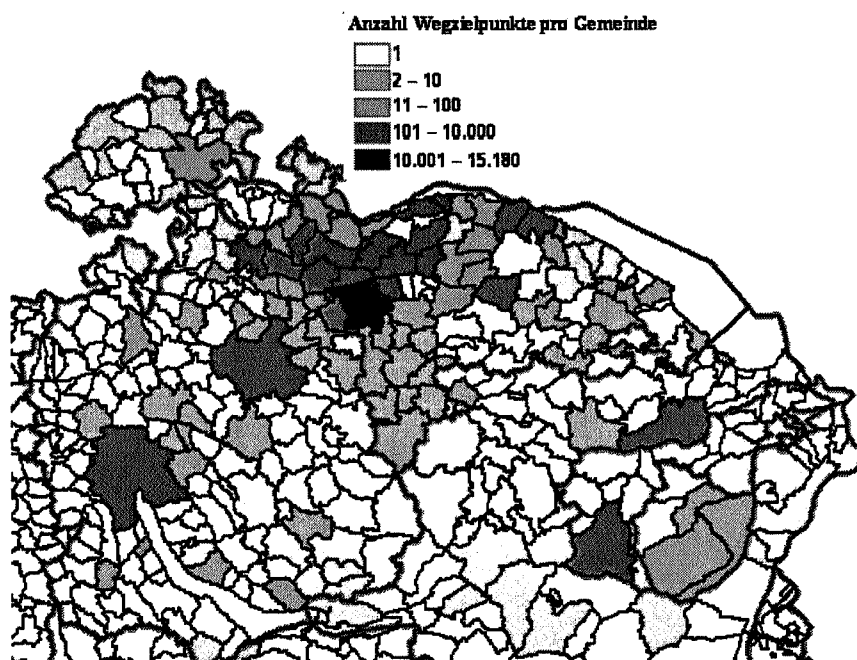 Anzahl Wegzielpunkte pro Gemeinde
1
2 – 10
11 – 100
101 – 10.000
10.001 – 15.180